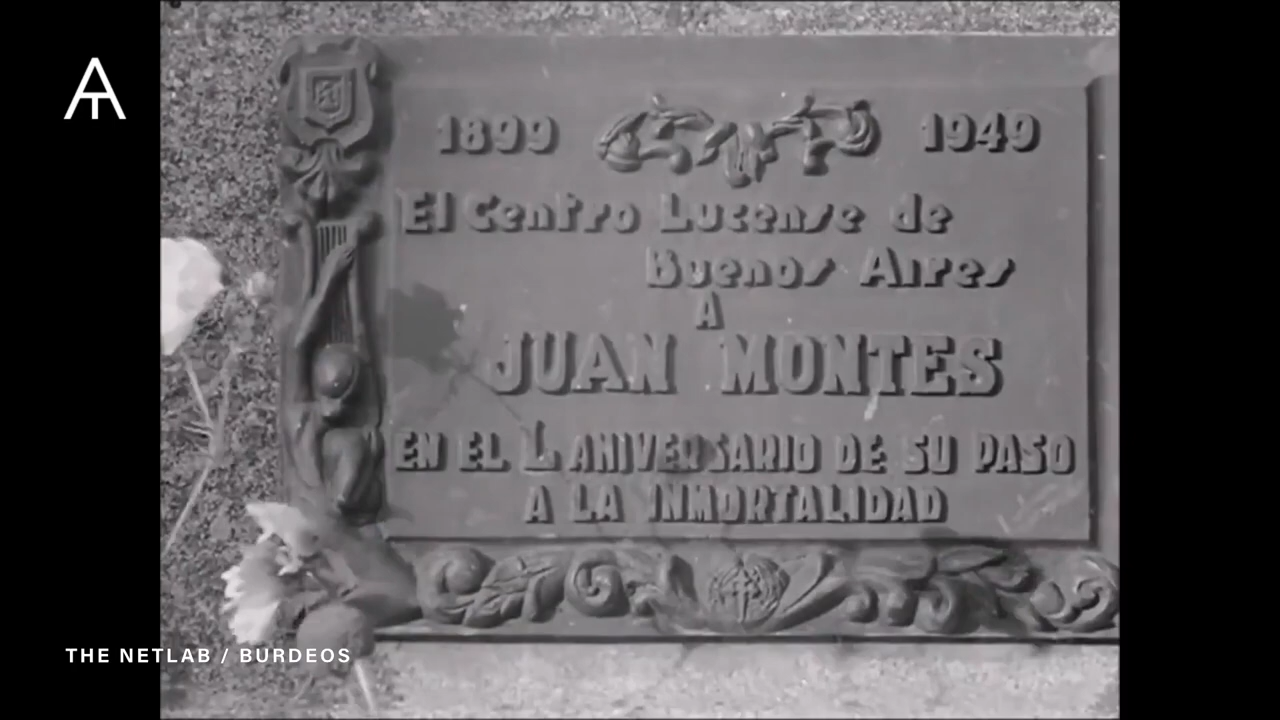 AT
1899 1949
El Centro Lucense de
Buenos Aires
A
JUAN MONTES
EN EL L ANIVERSARIO DE SU PASO
A LA INMORTALIDAD
THE NETLAB / BURDEOS